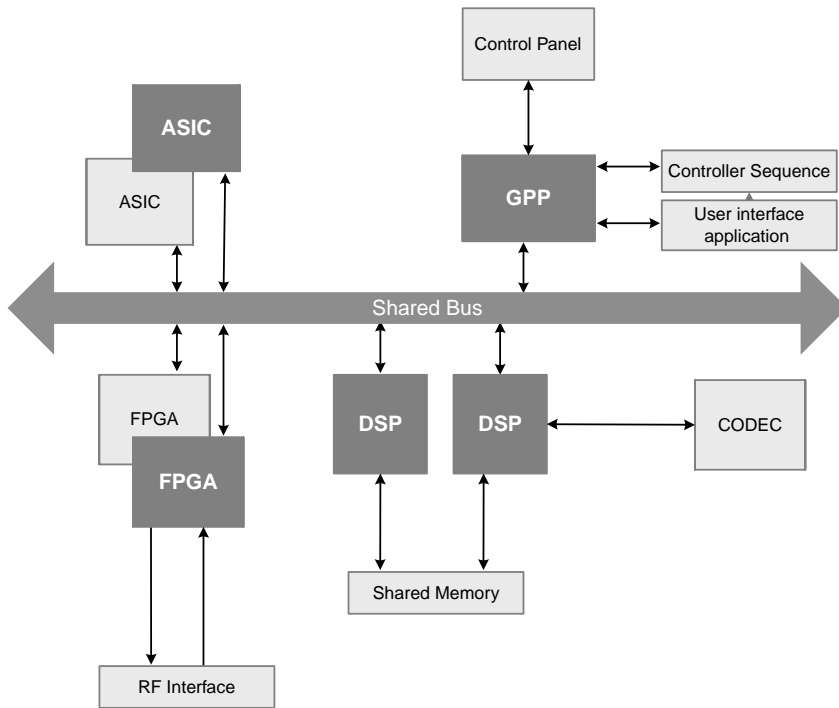 Control Panel
ASIC
ASIC
GPP
Controller Sequence
User interface
application
Shared Bus
FPGA
FPGA
DSP
DSP
CODEC
Shared Memory
RF Interface